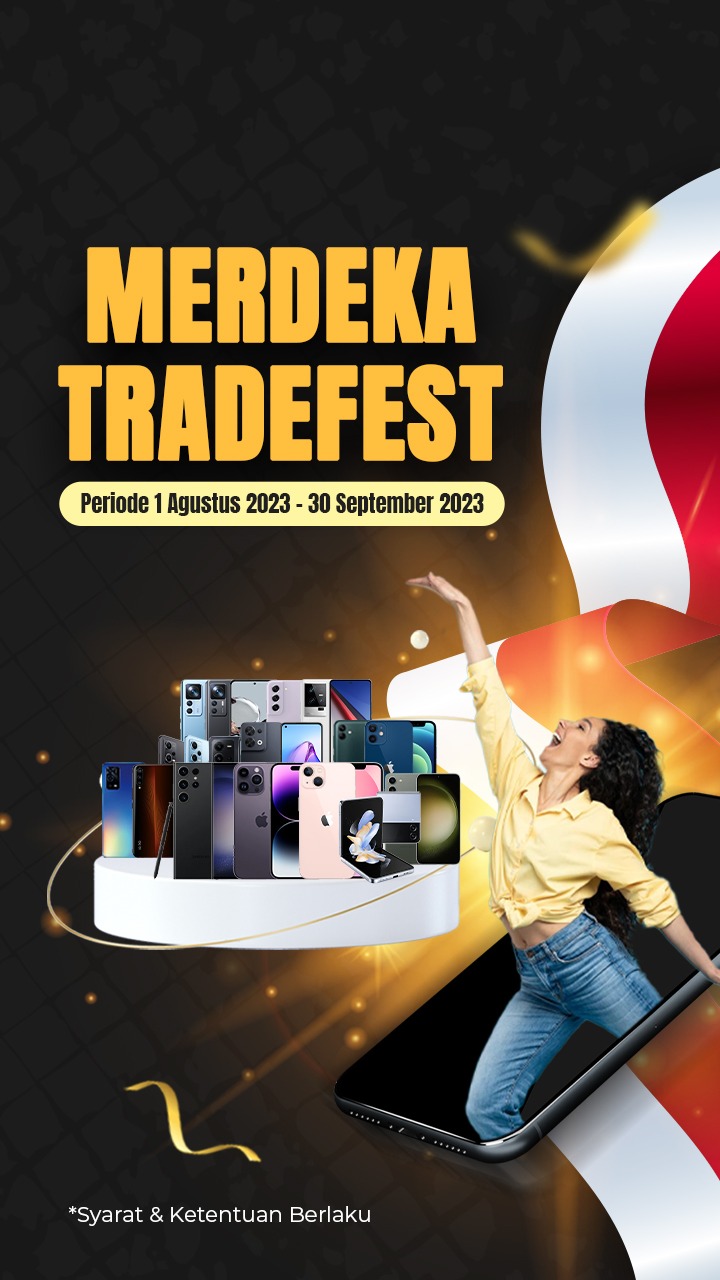 MERDEKA
TRADEFEST
Periode 1 Agustus 2023 - 30 September 2023
*Syarat & Ketentuan Berlaku